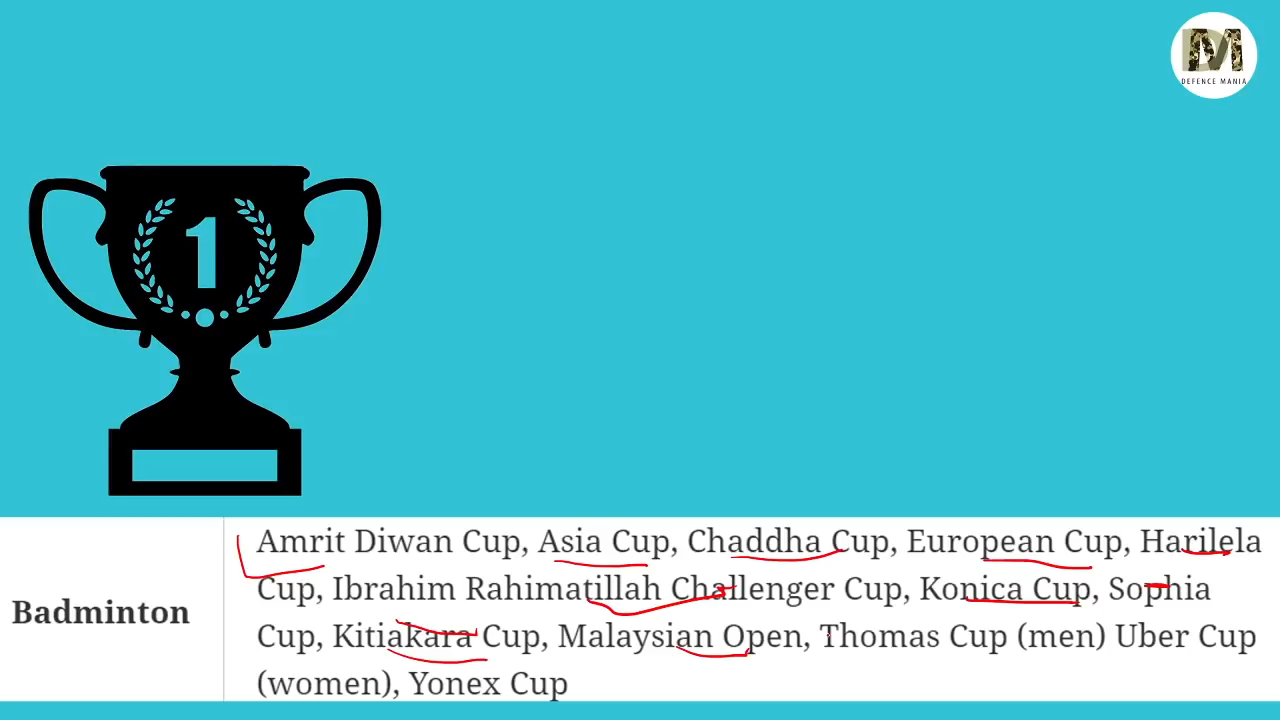 DM
DEFENCE MANIA
1
Badminton
Amrit Diwan Cup, Asia Cup, Chaddha Cup, European Cup, Harilela
Cup, Ibrahim Rahimatillah Challenger Cup, Konica Cup, Sophia
Cup, Kitiakara Cup, Malaysian Open, Thomas Cup (men) Uber Cup
(women), Yonex Cup